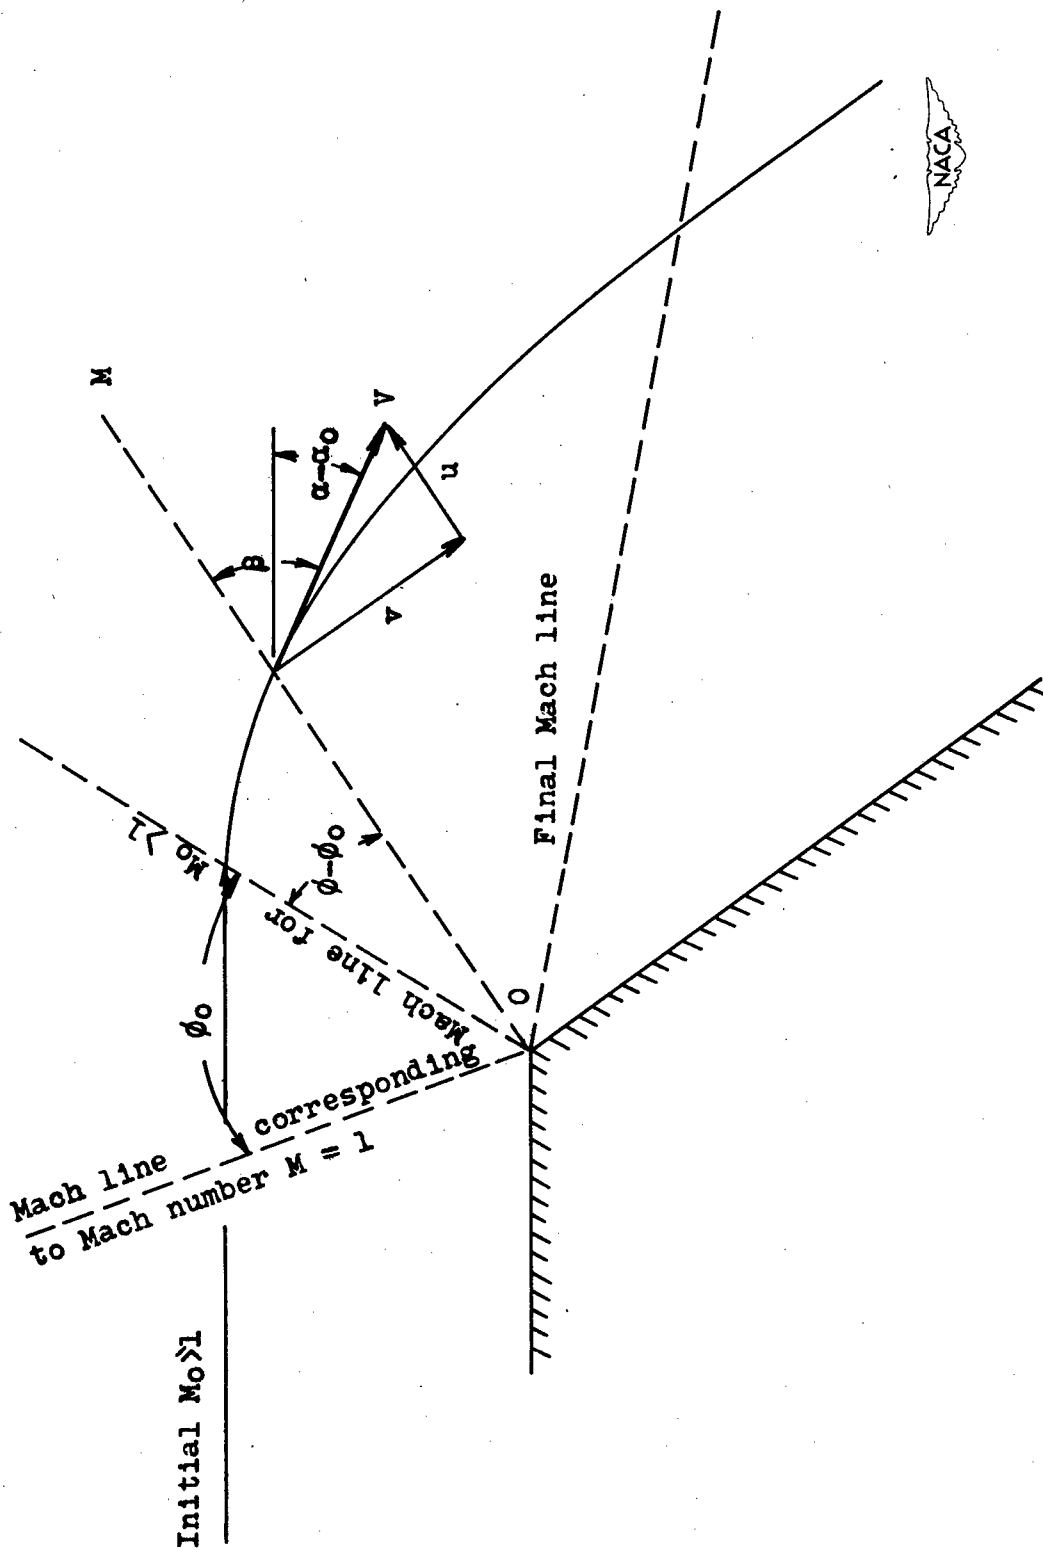 Initial M₀⩾1
Mach line corresponding
to Mach number M = 1
ϕ₀
Mach line for M₀ ⩾ 1
ϕ−ϕ₀
M
β
α−α₀
V
u
v
O
Final Mach line
NACA